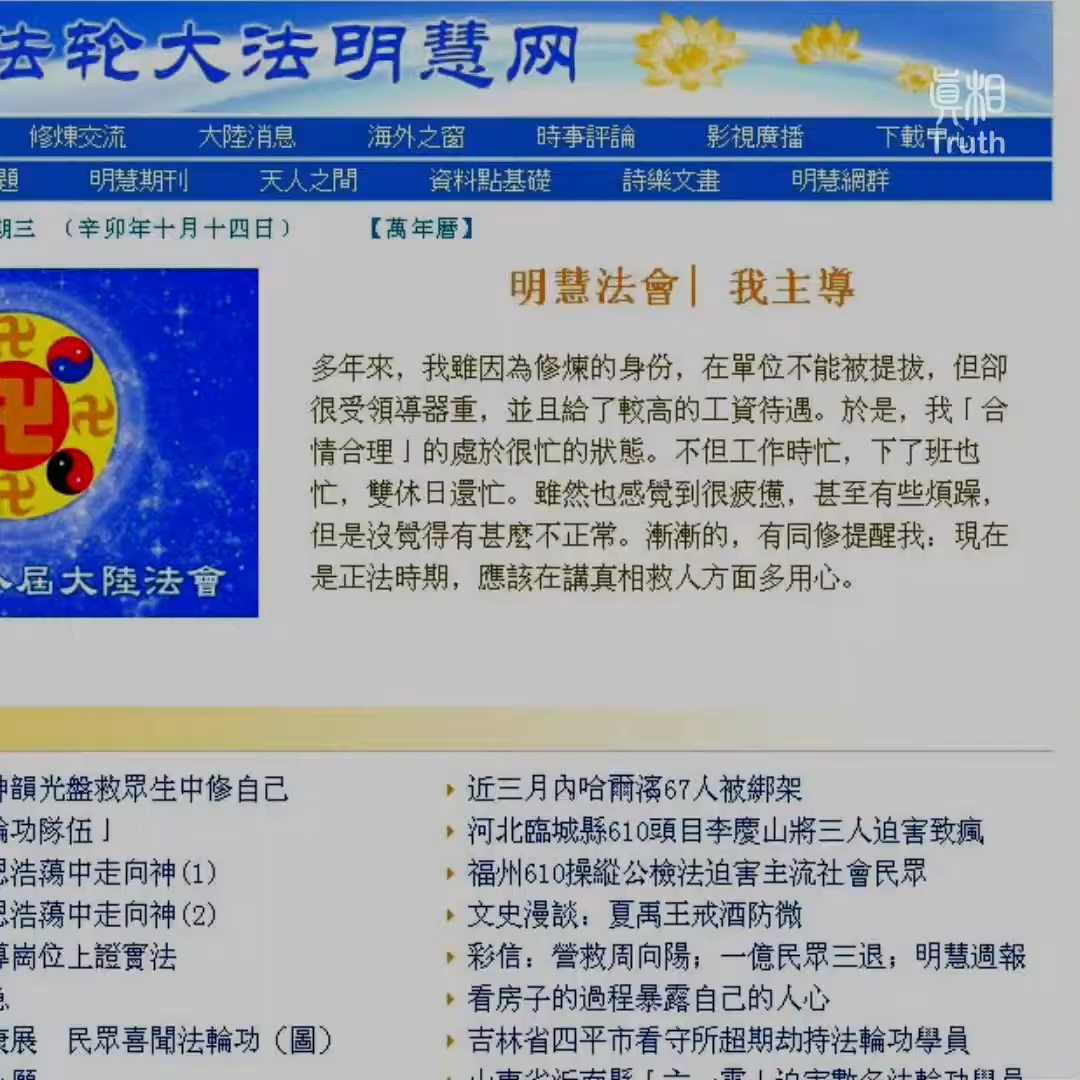 法轮大法明慧网
真相
Truth
修煉交流 大陸消息 海外之窗 時事評論 影視廣播 下載中心
題 明慧期刊 天人之間 資料點基礎 詩樂文畫 明慧網群
期三 （辛卯年十月十四日） 【萬年曆】
明慧法會| 我主導
多年來，我雖因為修煉的身份，在單位不能被提拔，但卻
很受領導器重，並且給了較高的工資待遇。於是，我「合
情合理」的處於很忙的狀態。不但工作時忙，下了班也
忙，雙休日還忙。雖然也感覺到很疲憊，甚至有些煩躁，
但是沒覺得有甚麼不正常。漸漸的，有同修提醒我：現在
是正法時期，應該在講真相救人方面多用心。
屆大陸法會
神韻光盤救眾生中修自己
輪功隊伍」
恩浩蕩中走向神(1)
恩浩蕩中走向神(2)
導崗位上證實法
民眾喜聞法輪功（圖）
近三月內哈爾濱67人被綁架
河北臨城縣610頭目李慶山將三人迫害致瘋
福州610操縱公檢法迫害主流社會民眾
文史漫談：夏禹王戒酒防微
彩信：營救周向陽；一億民眾三退；明慧週報
看房子的過程暴露自己的人心
吉林省四平市看守所超期劫持法輪功學員